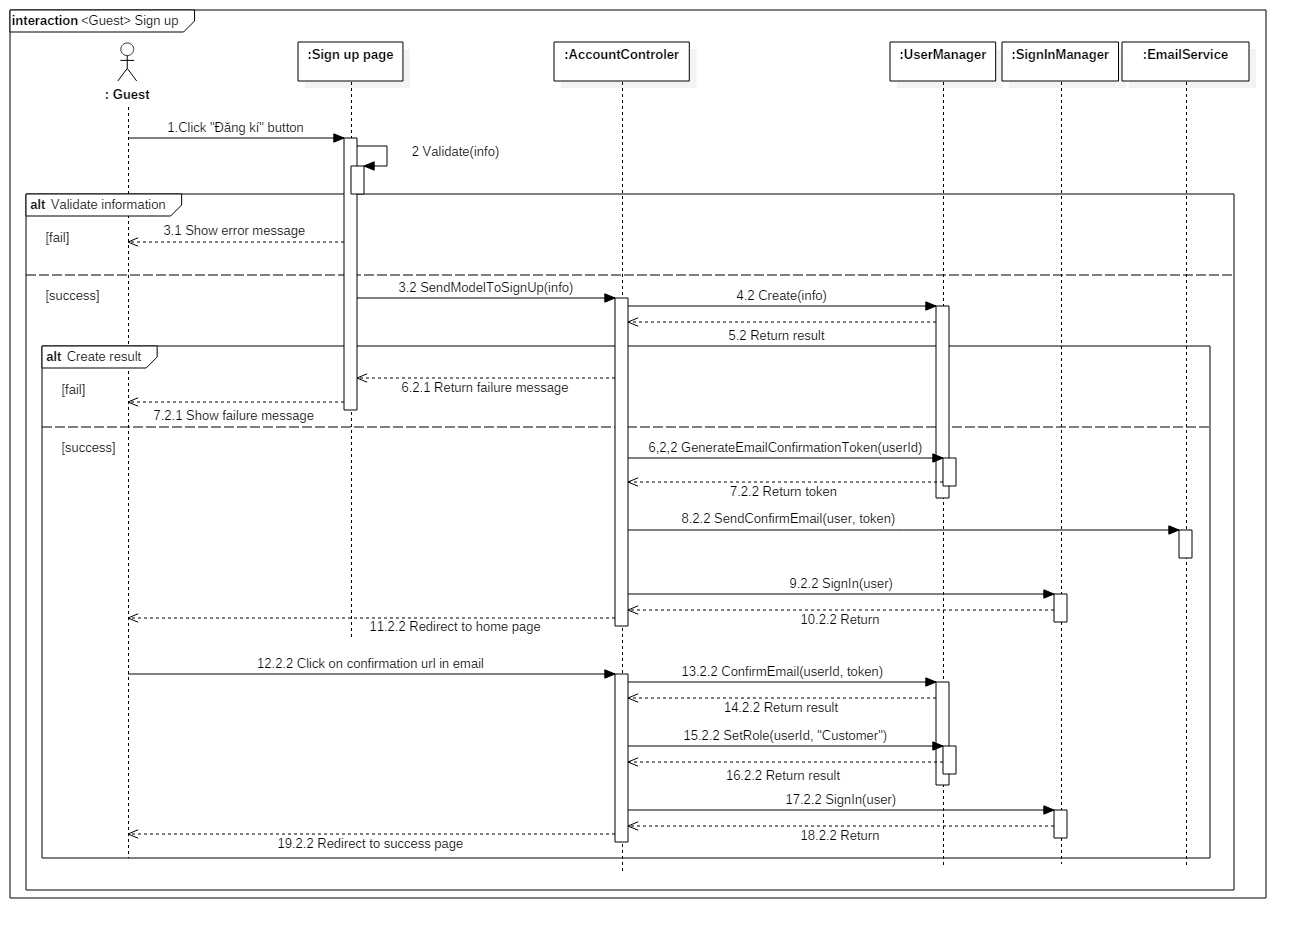 interaction <Guest> Sign up
:Sign up page
:AccountControler
:UserManager
:SignInManager
:EmailService
: Guest
1.Click "Đăng kí" button
2 Validate(info)
alt Validate information
3.1 Show error message
[fail]
[success]
3.2 SendModelToSignUp(info)
4.2 Create(info)
5.2 Return result
alt Create result
6.2.1 Return failure message
[fail]
7.2.1 Show failure message
[success]
6,2,2 GenerateEmailConfirmationToken(userId)
7.2.2 Return token
8.2.2 SendConfirmEmail(user, token)
9.2.2 SignIn(user)
10.2.2 Return
11.2.2 Redirect to home page
12.2.2 Click on confirmation url in email
13.2.2 ConfirmEmail(userId, token)
14.2.2 Return result
15.2.2 SetRole(userId, "Customer")
16.2.2 Return result
17.2.2 SignIn(user)
18.2.2 Return
19.2.2 Redirect to success page